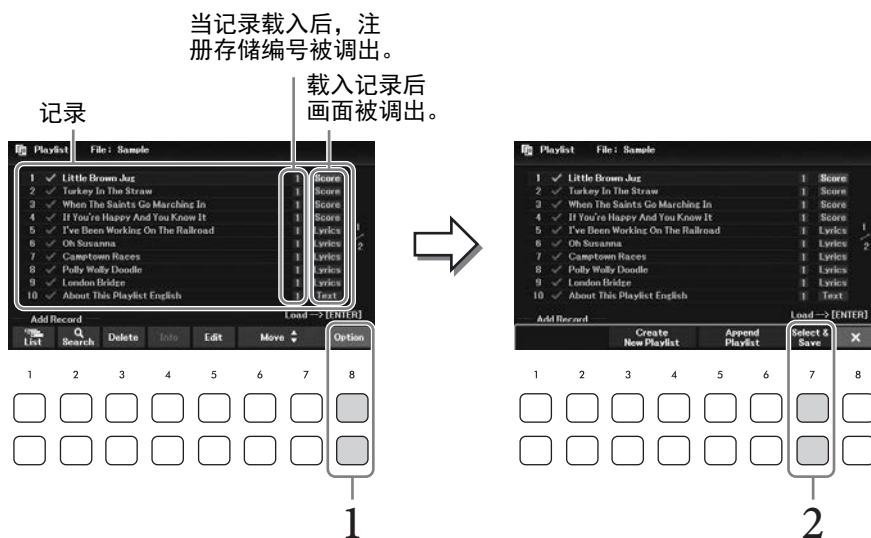 当记录载入后，注
册存储编号被调出。
载入记录后
画面被调出。
记录
Playlist File : Sample
1 ✓ Little Brown Jug 1 Score
2 ✓ Turkey In The Straw 1 Score
3 ✓ When The Saints Go Marching In 1 Score
4 ✓ If You're Happy And You Know It 1 Score
5 ✓ I've Been Working On The Railroad 1 Lyrics
6 ✓ Oh Susanna 1 Lyrics
7 ✓ Camptown Races 1 Lyrics
8 ✓ Polly Wolly Doodle 1 Lyrics
9 ✓ London Bridge 1 Lyrics
10 ✓ About This Playlist English 1 Text
1/2
Add Record Load —> [ENTER]
List Search Delete Info Edit Move Option
1 2 3 4 5 6 7 8
1
Playlist File : Sample
1 ✓ Little Brown Jug 1 Score
2 ✓ Turkey In The Straw 1 Score
3 ✓ When The Saints Go Marching In 1 Score
4 ✓ If You're Happy And You Know It 1 Score
5 ✓ I've Been Working On The Railroad 1 Lyrics
6 ✓ Oh Susanna 1 Lyrics
7 ✓ Camptown Races 1 Lyrics
8 ✓ Polly Wolly Doodle 1 Lyrics
9 ✓ London Bridge 1 Lyrics
10 ✓ About This Playlist English 1 Text
1/2
Add Record Load —> [ENTER]
Create Append Select &
New Playlist Playlist Save ×
1 2 3 4 5 6 7 8
2